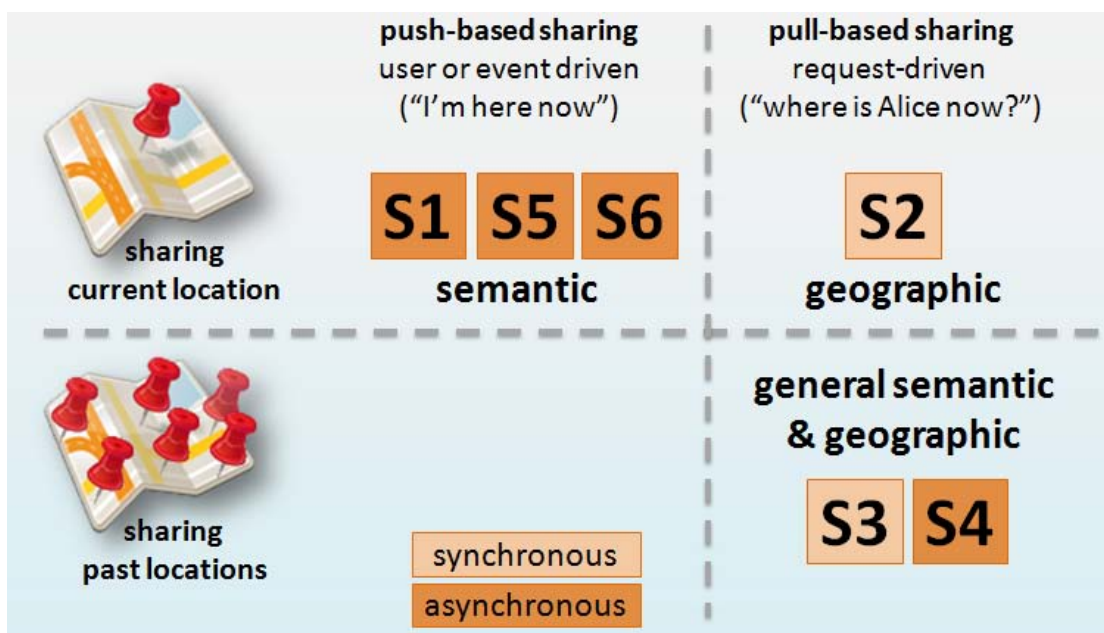 push-based sharing
user or event driven
(“I’m here now”)
pull-based sharing
request-driven
(“where is Alice now?”)
sharing
current location
S1 S5 S6
semantic
S2
geographic
sharing
past locations
general semantic
& geographic
S3 S4
synchronous
asynchronous